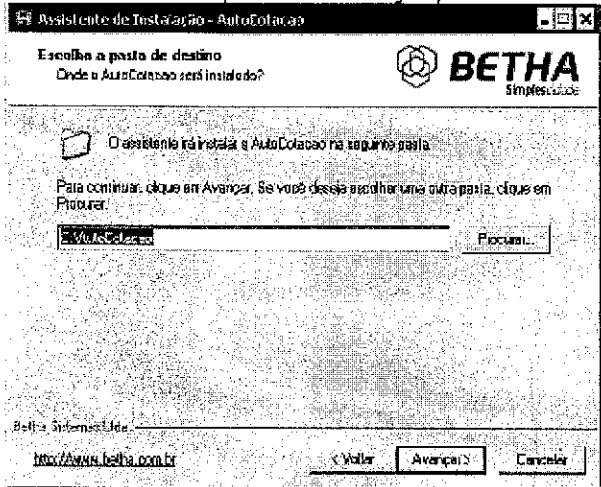 Assistente de Instalação - AutoCotacao
Escolha a pasta de destino
Onde o AutoCotacao será instalado?
BETHA
O assistente irá instalar o AutoCotacao na seguinte pasta.
Para continuar, clique em Avançar. Se você deseja escolher uma outra pasta, clique em
Procurar.
C:\AutoCotacao
Procurar...
Betha Sistemas Ltda.
http://www.betha.com.br
< Voltar
Avançar >
Cancelar